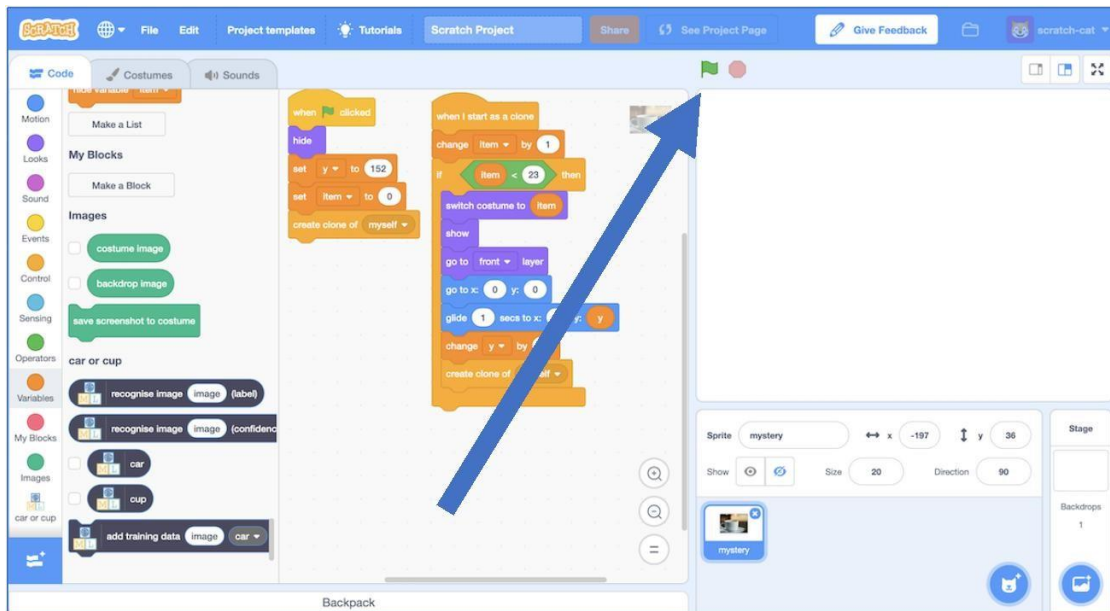 SCRATCH File Edit Project templates Tutorials Scratch Project Share See Project Page Give Feedback scratch-cat
Code Costumes Sounds
Motion
Looks
Sound
Events
Control
Sensing
Operators
Variables
My Blocks
Images
car or cup
hide variable item
Make a List
My Blocks
Make a Block
Images
costume image
backdrop image
save screenshot to costume
car or cup
recognise image image (label)
recognise image image (confidenc
car
cup
add training data image car
when clicked
hide
set y to 152
set item to 0
create clone of myself
when I start as a clone
change item by 1
if item < 23 then
switch costume to item
show
go to front layer
go to x: 0 y: 0
glide 1 secs to x: y: y
change y by
create clone of
Sprite mystery x -197 y 36
Show Size 20 Direction 90
mystery
Stage
Backdrops
1
Backpack